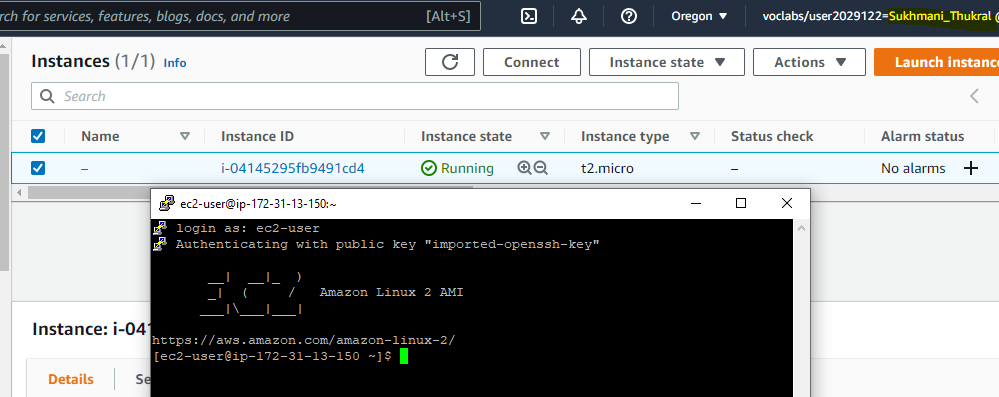 rch for services, features, blogs, docs, and more [Alt+S] Oregon ▼ voclabs/user2029122=Sukhmani_Thukral @
Instances (1/1) Info Connect Instance state ▼ Actions ▼ Launch instanc
Search
Name Instance ID Instance state Instance type Status check Alarm status
– i-04145295fb9491cd4 Running t2.micro – No alarms +
ec2-user@ip-172-31-13-150:~
login as: ec2-user
Authenticating with public key "imported-openssh-key"
__| __|_ )
_| ( / Amazon Linux 2 AMI
___|\___|___|
https://aws.amazon.com/amazon-linux-2/
[ec2-user@ip-172-31-13-150 ~]$
Instance: i-041
Details Se